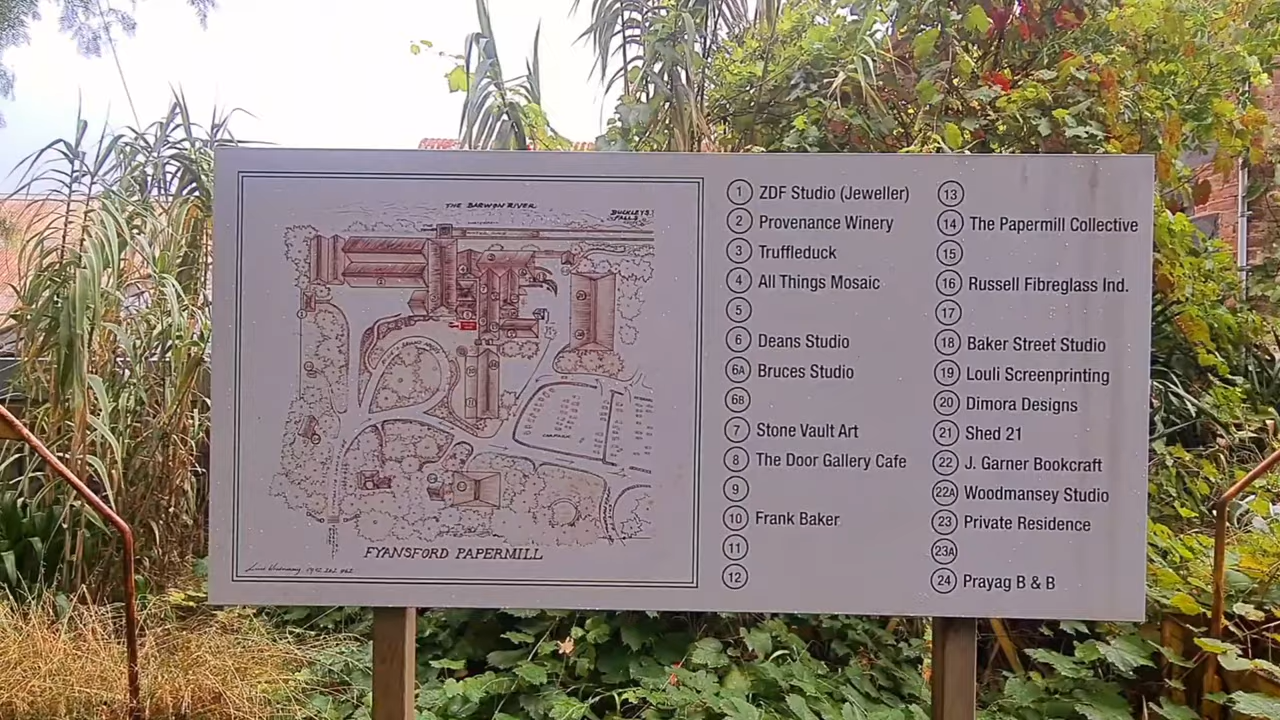 THE BARWON RIVER
BUCKLEYS
FALLS
CARPARK
FYANSFORD PAPERMILL
1 ZDF Studio (Jeweller)
2 Provenance Winery
3 Truffleduck
4 All Things Mosaic
5
6 Deans Studio
6A Bruces Studio
6B
7 Stone Vault Art
8 The Door Gallery Cafe
9
10 Frank Baker
11
12
13
14 The Papermill Collective
15
16 Russell Fibreglass Ind.
17
18 Baker Street Studio
19 Louli Screenprinting
20 Dimora Designs
21 Shed 21
22 J. Garner Bookcraft
22A Woodmansey Studio
23 Private Residence
23A
24 Prayag B & B